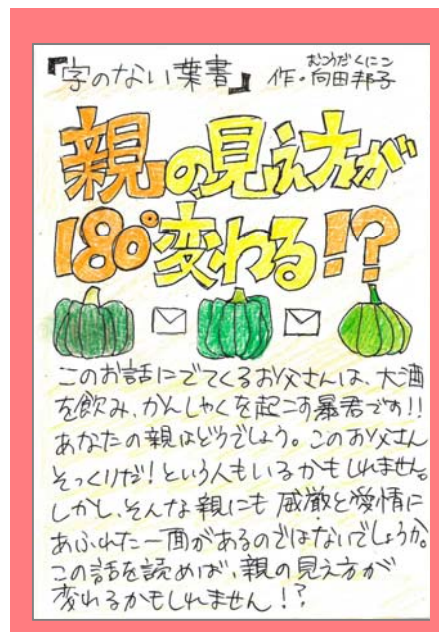 『字のない葉書』 作・向田邦子
むこうだくにこ
親の見え方が
180°変わる!?
このお話にでてくるお父さんは、大酒
を飲み、かんしゃくを起こす暴君です!!
あなたの親はどうでしょう。このお父さん
そっくりだ!という人もいるかもしれません。
しかし、そんな親にも威厳と愛情に
あふれた一面があるのではないでしょうか。
この話を読めば、親の見え方が
変わるかもしれません!?